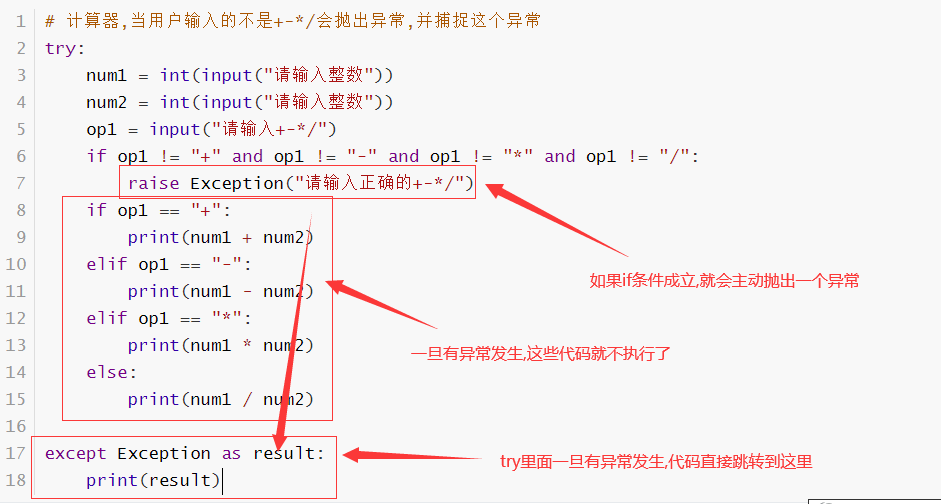 1 # 计算器,当用户输入的不是+-*/会抛出异常,并捕捉这个异常
2 try:
3     num1 = int(input("请输入整数"))
4     num2 = int(input("请输入整数"))
5     op1 = input("请输入+-*/")
6     if op1 != "+" and op1 != "-" and op1 != "*" and op1 != "/":
7         raise Exception("请输入正确的+-*/")
8     if op1 == "+":
9         print(num1 + num2)
10     elif op1 == "-":
11         print(num1 - num2)
如果if条件成立,就会主动抛出一个异常
12     elif op1 == "*":
13         print(num1 * num2)
一旦有异常发生,这些代码就不执行了
14     else:
15         print(num1 / num2)
16
17 except Exception as result:
18     print(result)
try里面一旦有异常发生,代码直接跳转到这里